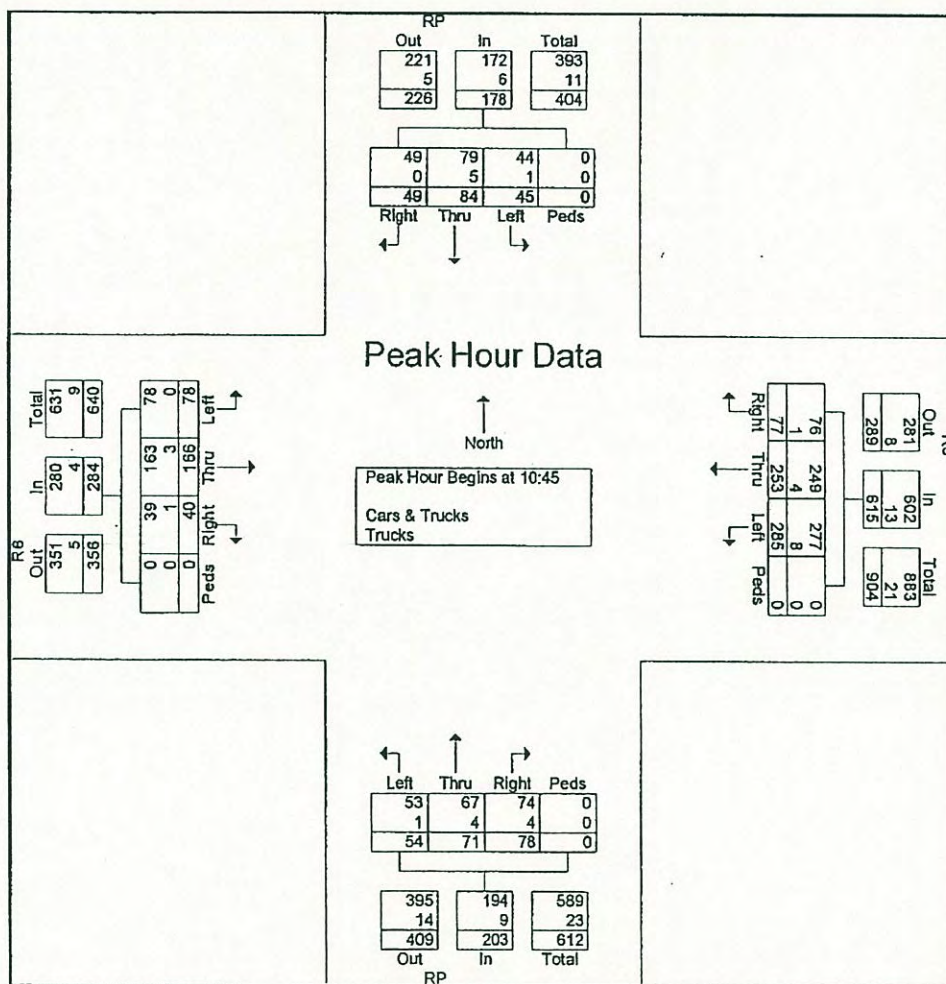 RP
Out In Total
221 172 393
5 6 11
226 178 404
49 79 44 0
0 5 1 0
49 84 45 0
Right Thru Left Peds
Peak Hour Data
North
Peak Hour Begins at 10:45
Cars & Trucks
Trucks
R6
Out In Total
351 280 631
5 4 9
356 284 640
Peds Right Thru Left
0 39 163 78
0 1 3 0
0 40 166 78
Out In Total
281 602 883
8 13 21
289 615 904
76 249 277 0
1 4 8 0
77 253 285 0
Right Thru Left Peds
Left Thru Right Peds
53 67 74 0
1 4 4 0
54 71 78 0
395 194 589
14 9 23
409 203 612
Out In Total
RP